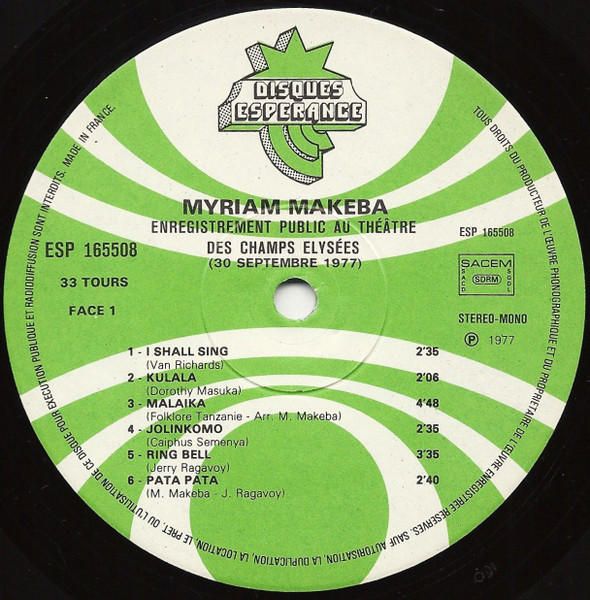 DISQUES
ESPERANCE
MYRIAM MAKEBA
ENREGISTREMENT PUBLIC AU THÉÂTRE
DES CHAMPS ELYSÉES
(30 SEPTEMBRE 1977)
ESP 165508
33 TOURS
FACE 1
ESP 165508
SACEM
SACD
SDRM
SGDL
STEREO-MONO
Ⓟ 1977
1 - I SHALL SING 2'35
(Van Richards)
2 - KULALA 2'06
(Dorothy Masuka)
3 - MALAIKA 4'48
(Folklore Tanzanie - Arr. M. Makeba)
4 - JOLINKOMO 2'35
(Caiphus Semenya)
5 - RING BELL 3'35
(Jerry Ragavoy)
6 - PATA PATA 2'40
(M. Makeba - J. Ragavoy)
TOUS DROITS DU PRODUCTEUR DE L'ŒUVRE PHONOGRAPHIQUE ET DU PROPRIETAIRE DE L'ŒUVRE ENREGISTREE RESERVES. SAUF AUTORISATION, LA DUPLICATION, LA LOCATION, LE PRET, OU L'UTILISATION DE CE DISQUE POUR EXECUTION PUBLIQUE ET RADIODIFFUSION SONT INTERDITS. MADE IN FRANCE.